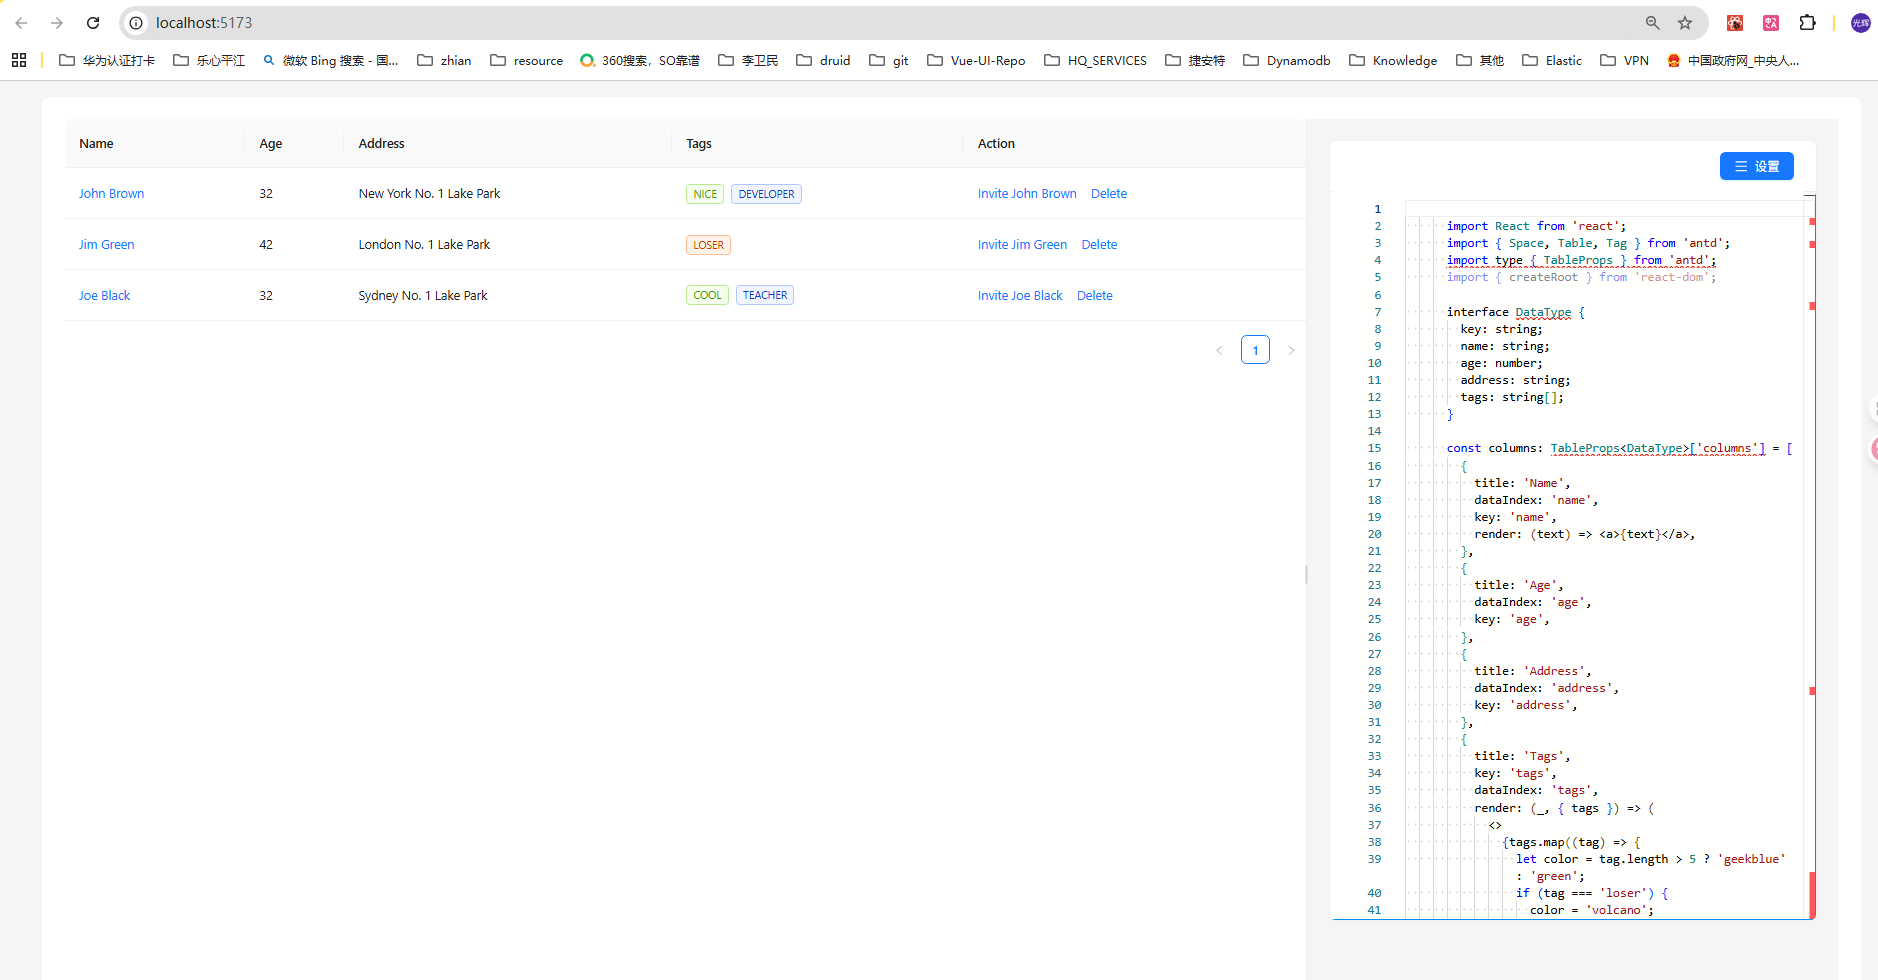 localhost:5173
光辉
华为认证打卡 乐心平江 微软 Bing 搜索 - 国... zhian resource 360搜索，SO靠谱 李卫民 druid git Vue-UI-Repo HQ_SERVICES 捷安特 Dynamodb Knowledge 其他 Elastic VPN 中国政府网_中央人...
Name Age Address Tags Action
John Brown 32 New York No. 1 Lake Park NICE DEVELOPER Invite John Brown Delete
Jim Green 42 London No. 1 Lake Park LOSER Invite Jim Green Delete
Joe Black 32 Sydney No. 1 Lake Park COOL TEACHER Invite Joe Black Delete
< 1 >
设置
1
2 import React from 'react';
3 import { Space, Table, Tag } from 'antd';
4 import type { TableProps } from 'antd';
5 import { createRoot } from 'react-dom';
6
7 interface DataType {
8 key: string;
9 name: string;
10 age: number;
11 address: string;
12 tags: string[];
13 }
14
15 const columns: TableProps<DataType>['columns'] = [
16 {
17 title: 'Name',
18 dataIndex: 'name',
19 key: 'name',
20 render: (text) => <a>{text}</a>,
21 },
22 {
23 title: 'Age',
24 dataIndex: 'age',
25 key: 'age',
26 },
27 {
28 title: 'Address',
29 dataIndex: 'address',
30 key: 'address',
31 },
32 {
33 title: 'Tags',
34 key: 'tags',
35 dataIndex: 'tags',
36 render: (_, { tags }) => (
37 <>
38 {tags.map((tag) => {
39 let color = tag.length > 5 ? 'geekblue'
: 'green';
40 if (tag === 'loser') {
41 color = 'volcano';